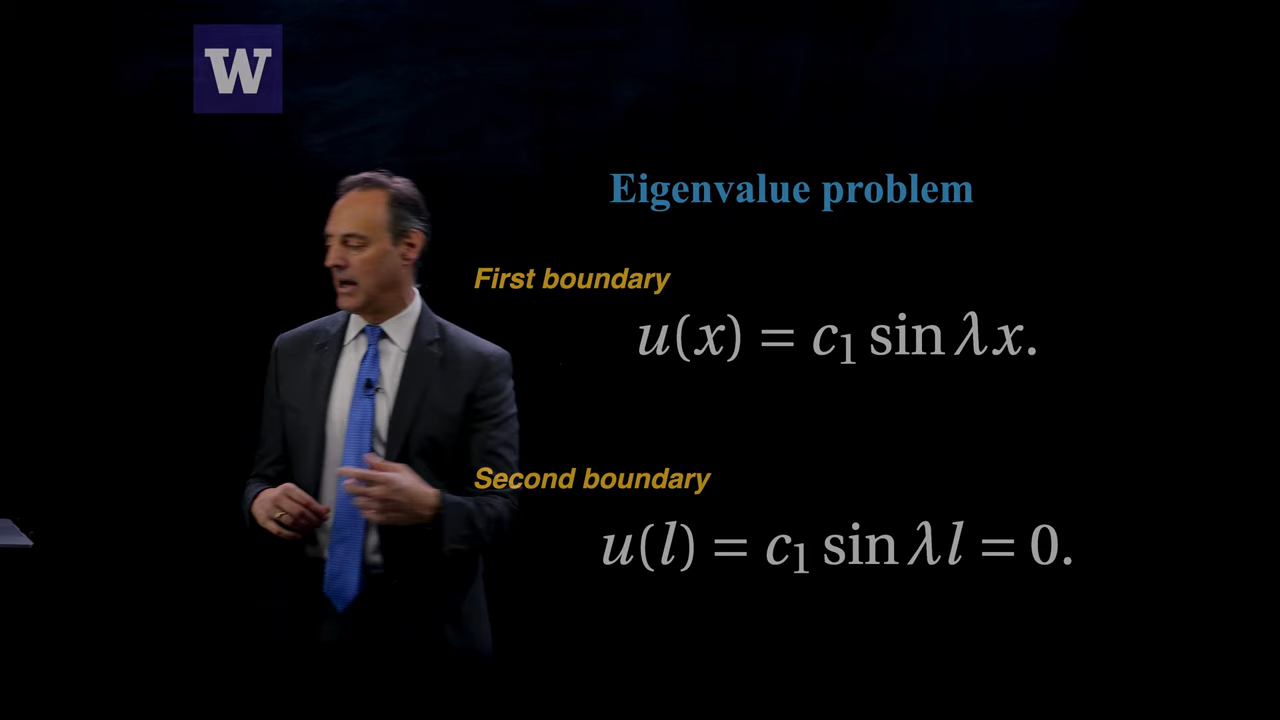 W
Eigenvalue problem
First boundary
u(x) = c₁ sin λx.
Second boundary
u(l) = c₁ sin λl = 0.